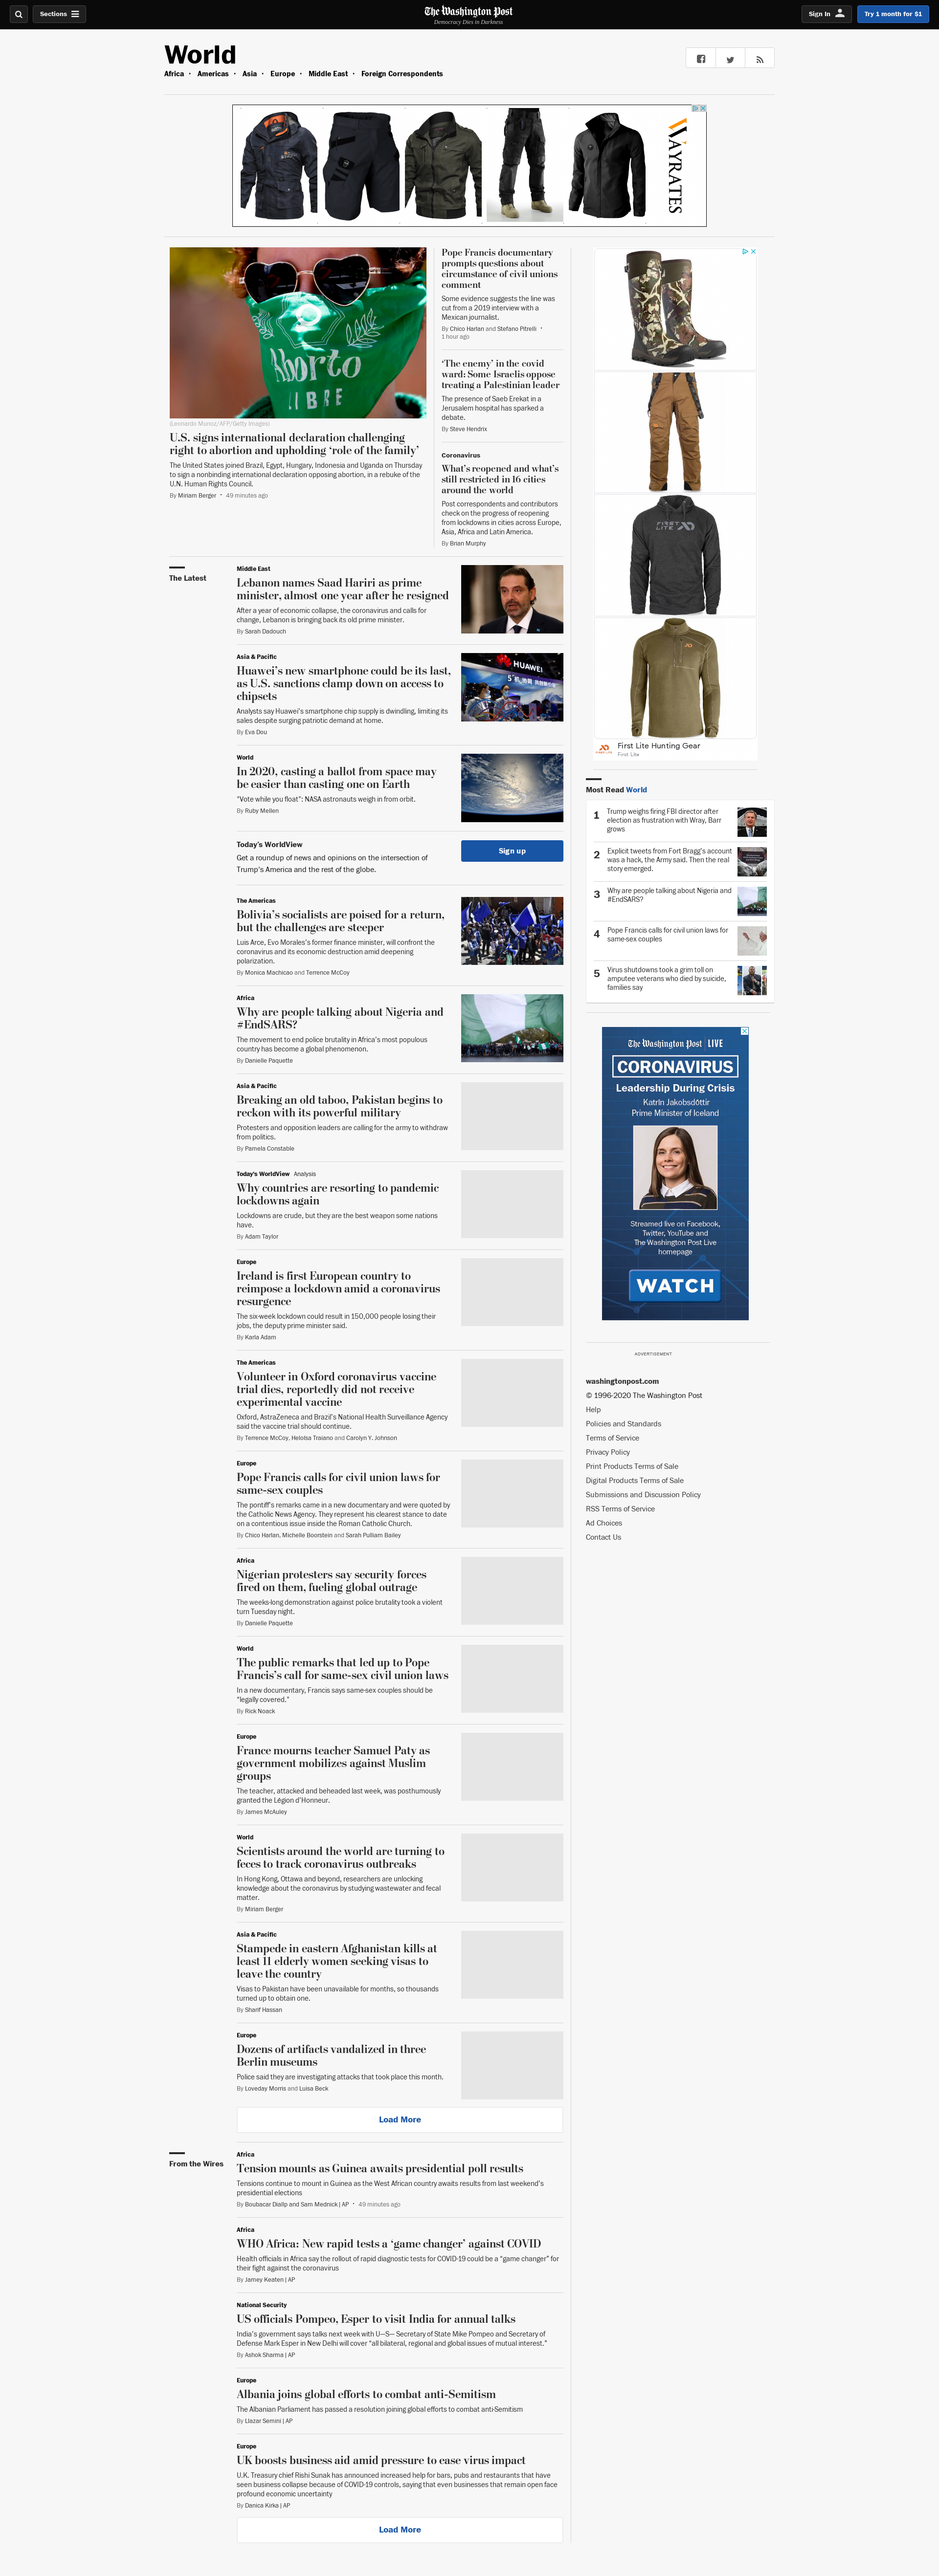 Sections
The Washington Post
Democracy Dies in Darkness
Sign In
Try 1 month for $1
World
Africa • Americas • Asia • Europe • Middle East • Foreign Correspondents
WAYRATES
Aborto
LIBRE
(Leonardo Munoz/AFP/Getty Images)
U.S. signs international declaration challenging
right to abortion and upholding ‘role of the family’
The United States joined Brazil, Egypt, Hungary, Indonesia and Uganda on Thursday
to sign a nonbinding international declaration opposing abortion, in a rebuke of the
U.N. Human Rights Council.
By Miriam Berger • 49 minutes ago
Pope Francis documentary
prompts questions about
circumstance of civil unions
comment
Some evidence suggests the line was
cut from a 2019 interview with a
Mexican journalist.
By Chico Harlan and Stefano Pitrelli •
1 hour ago
‘The enemy’ in the covid
ward: Some Israelis oppose
treating a Palestinian leader
The presence of Saeb Erekat in a
Jerusalem hospital has sparked a
debate.
By Steve Hendrix
Coronavirus
What’s reopened and what’s
still restricted in 16 cities
around the world
Post correspondents and contributors
check on the progress of reopening
from lockdowns in cities across Europe,
Asia, Africa and Latin America.
By Brian Murphy
The Latest
Middle East
Lebanon names Saad Hariri as prime
minister, almost one year after he resigned
After a year of economic collapse, the coronavirus and calls for
change, Lebanon is bringing back its old prime minister.
By Sarah Dadouch
Asia & Pacific
Huawei’s new smartphone could be its last,
as U.S. sanctions clamp down on access to
chipsets
Analysts say Huawei’s smartphone chip supply is dwindling, limiting its
sales despite surging patriotic demand at home.
By Eva Dou
HUAWEI
World
In 2020, casting a ballot from space may
be easier than casting one on Earth
"Vote while you float": NASA astronauts weigh in from orbit.
By Ruby Mellen
Today’s WorldView
Get a roundup of news and opinions on the intersection of
Trump's America and the rest of the globe.
Sign up
The Americas
Bolivia’s socialists are poised for a return,
but the challenges are steeper
Luis Arce, Evo Morales’s former finance minister, will confront the
coronavirus and its economic destruction amid deepening
polarization.
By Monica Machicao and Terrence McCoy
Africa
Why are people talking about Nigeria and
#EndSARS?
The movement to end police brutality in Africa’s most populous
country has become a global phenomenon.
By Danielle Paquette
Asia & Pacific
Breaking an old taboo, Pakistan begins to
reckon with its powerful military
Protesters and opposition leaders are calling for the army to withdraw
from politics.
By Pamela Constable
Today's WorldView Analysis
Why countries are resorting to pandemic
lockdowns again
Lockdowns are crude, but they are the best weapon some nations
have.
By Adam Taylor
Europe
Ireland is first European country to
reimpose a lockdown amid a coronavirus
resurgence
The six-week lockdown could result in 150,000 people losing their
jobs, the deputy prime minister said.
By Karla Adam
The Americas
Volunteer in Oxford coronavirus vaccine
trial dies, reportedly did not receive
experimental vaccine
Oxford, AstraZeneca and Brazil’s National Health Surveillance Agency
said the vaccine trial should continue.
By Terrence McCoy, Heloísa Traiano and Carolyn Y. Johnson
Europe
Pope Francis calls for civil union laws for
same-sex couples
The pontiff’s remarks came in a new documentary and were quoted by
the Catholic News Agency. They represent his clearest stance to date
on a contentious issue inside the Roman Catholic Church.
By Chico Harlan, Michelle Boorstein and Sarah Pulliam Bailey
Africa
Nigerian protesters say security forces
fired on them, fueling global outrage
The weeks-long demonstration against police brutality took a violent
turn Tuesday night.
By Danielle Paquette
World
The public remarks that led up to Pope
Francis’s call for same-sex civil union laws
In a new documentary, Francis says same-sex couples should be
“legally covered.”
By Rick Noack
Europe
France mourns teacher Samuel Paty as
government mobilizes against Muslim
groups
The teacher, attacked and beheaded last week, was posthumously
granted the Légion d’Honneur.
By James McAuley
World
Scientists around the world are turning to
feces to track coronavirus outbreaks
In Hong Kong, Ottawa and beyond, researchers are unlocking
knowledge about the coronavirus by studying wastewater and fecal
matter.
By Miriam Berger
Asia & Pacific
Stampede in eastern Afghanistan kills at
least 11 elderly women seeking visas to
leave the country
Visas to Pakistan have been unavailable for months, so thousands
turned up to obtain one.
By Sharif Hassan
Europe
Dozens of artifacts vandalized in three
Berlin museums
Police said they are investigating attacks that took place this month.
By Loveday Morris and Luisa Beck
Load More
From the Wires
Africa
Tension mounts as Guinea awaits presidential poll results
Tensions continue to mount in Guinea as the West African country awaits results from last weekend’s
presidential elections
By Boubacar Diallp and Sam Mednick | AP • 49 minutes ago
Africa
WHO Africa: New rapid tests a ‘game changer’ against COVID
Health officials in Africa say the rollout of rapid diagnostic tests for COVID-19 could be a “game changer” for
their fight against the coronavirus
By Jamey Keaten | AP
National Security
US officials Pompeo, Esper to visit India for annual talks
India’s government says talks next week with U—S— Secretary of State Mike Pompeo and Secretary of
Defense Mark Esper in New Delhi will cover “all bilateral, regional and global issues of mutual interest.”
By Ashok Sharma | AP
Europe
Albania joins global efforts to combat anti-Semitism
The Albanian Parliament has passed a resolution joining global efforts to combat anti-Semitism
By Llazar Semini | AP
Europe
UK boosts business aid amid pressure to ease virus impact
U.K. Treasury chief Rishi Sunak has announced increased help for bars, pubs and restaurants that have
seen business collapse because of COVID-19 controls, saying that even businesses that remain open face
profound economic uncertainty
By Danica Kirka | AP
Load More
FIRST LITE
First Lite Hunting Gear
First Lite
Most Read World
1 Trump weighs firing FBI director after
election as frustration with Wray, Barr
grows
2 Explicit tweets from Fort Bragg’s account
was a hack, the Army said. Then the real
story emerged.
3 Why are people talking about Nigeria and
#EndSARS?
4 Pope Francis calls for civil union laws for
same-sex couples
5 Virus shutdowns took a grim toll on
amputee veterans who died by suicide,
families say
The Washington Post LIVE
CORONAVIRUS
Leadership During Crisis
Katrín Jakobsdóttir
Prime Minister of Iceland
Streamed live on Facebook,
Twitter, YouTube and
The Washington Post Live
homepage
WATCH
ADVERTISEMENT
washingtonpost.com
© 1996-2020 The Washington Post
Help
Policies and Standards
Terms of Service
Privacy Policy
Print Products Terms of Sale
Digital Products Terms of Sale
Submissions and Discussion Policy
RSS Terms of Service
Ad Choices
Contact Us